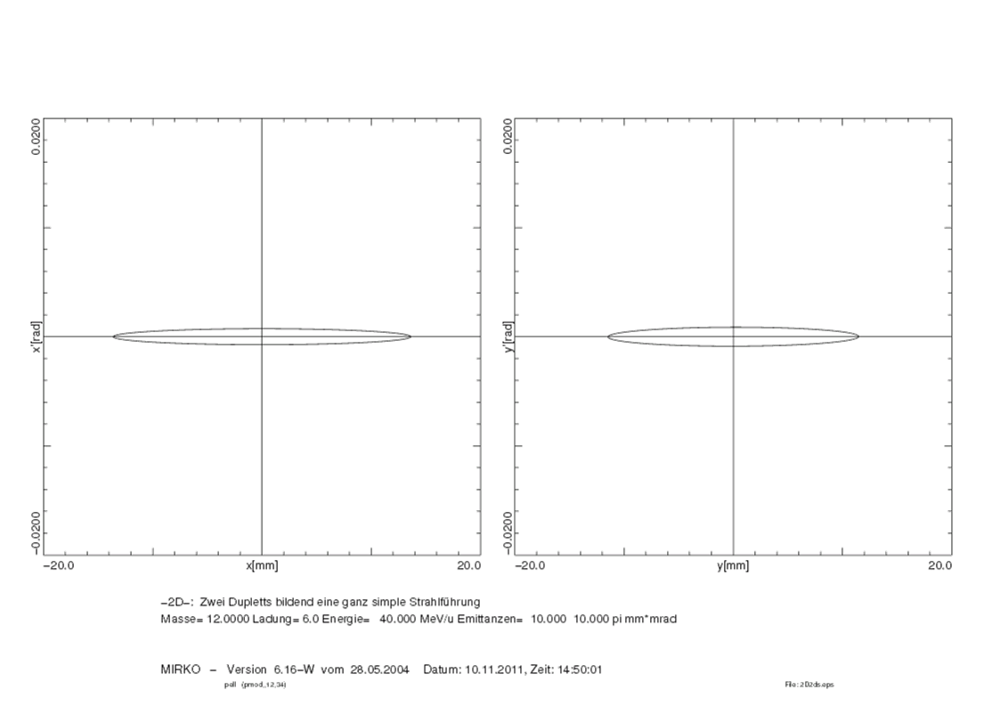 0.0200
0.0200
x'[rad]
y'[rad]
−0.0200
−0.0200
−20.0 x[mm] 20.0
−20.0 y[mm] 20.0
−2D−: Zwei Dupletts bildend eine ganz simple Strahlführung
Masse= 12.0000 Ladung= 6.0 Energie= 40.000 MeV/u Emittanzen= 10.000 10.000 pi mm*mrad
MIRKO − Version 6.16−W vom 28.05.2004 Datum: 10.11.2011, Zeit: 14:50:01
pell (pmod_12,34)
File: 2D2ds.eps